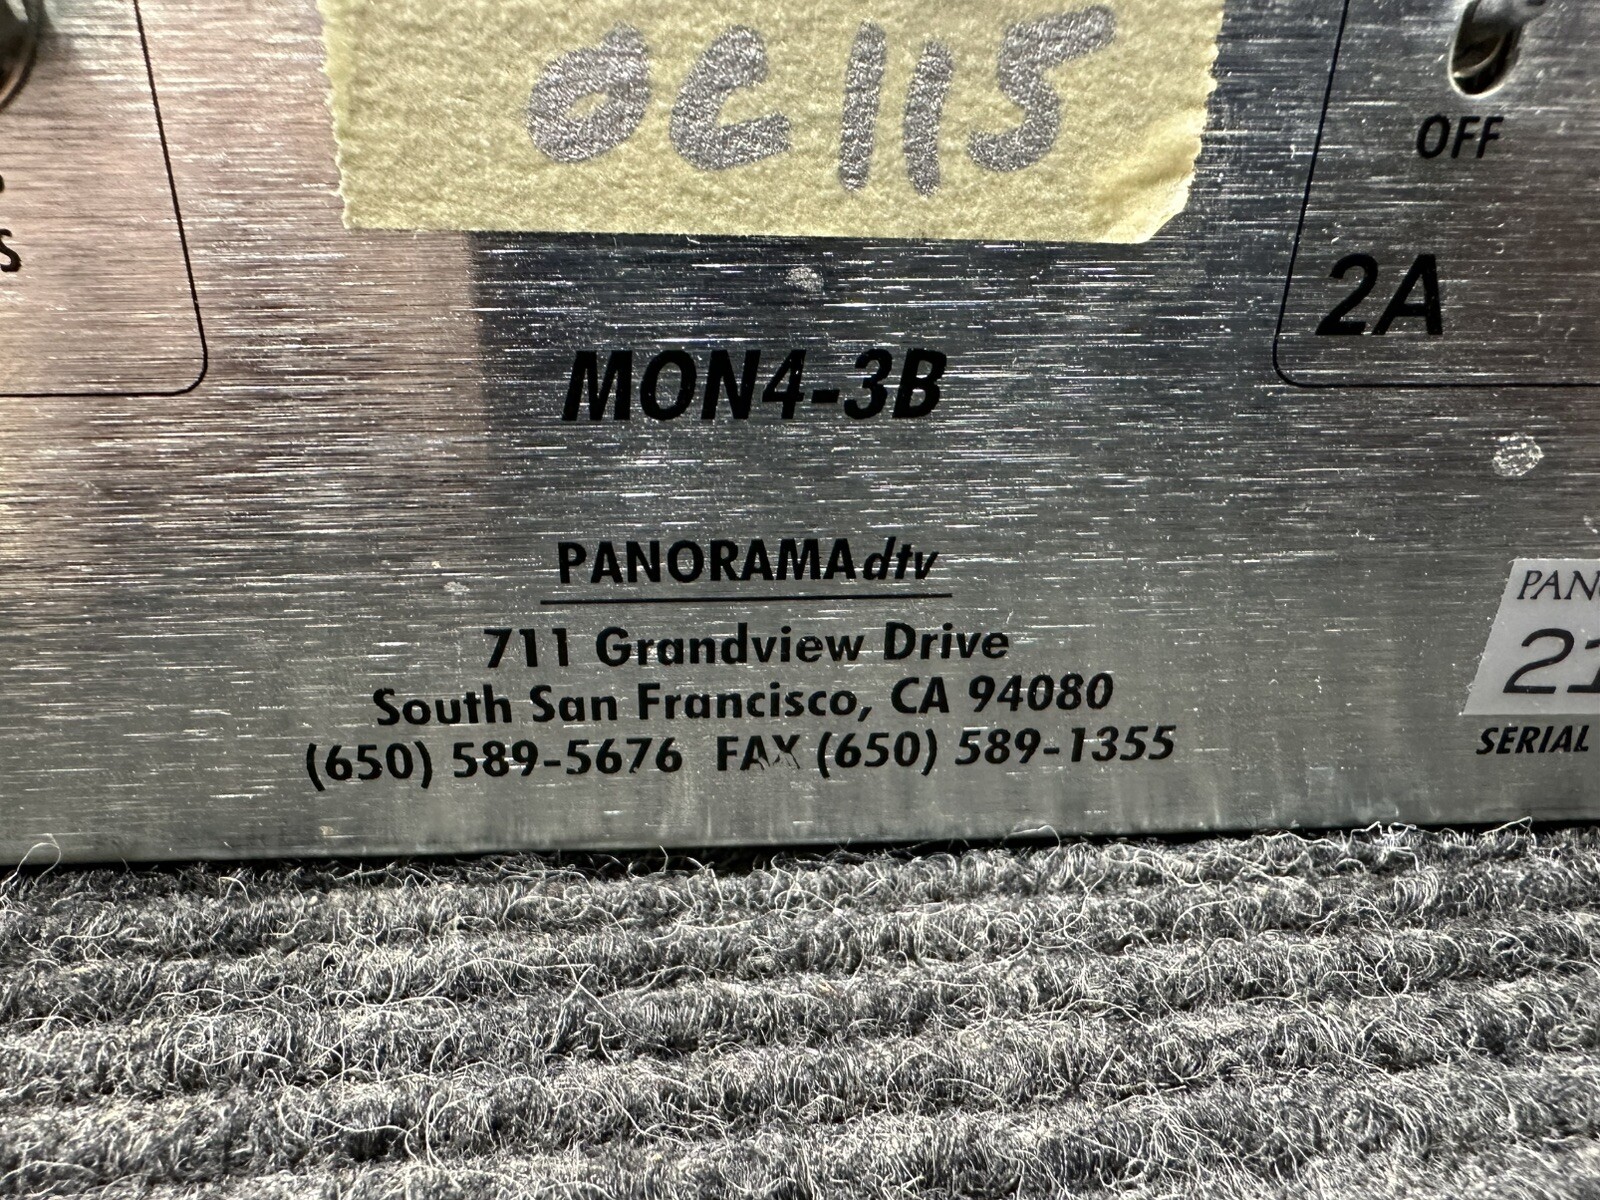 OC115
OFF
2A
MON4-3B
PANORAMAdtv
711 Grandview Drive
South San Francisco, CA 94080
(650) 589-5676 FAX (650) 589-1355
SERIAL